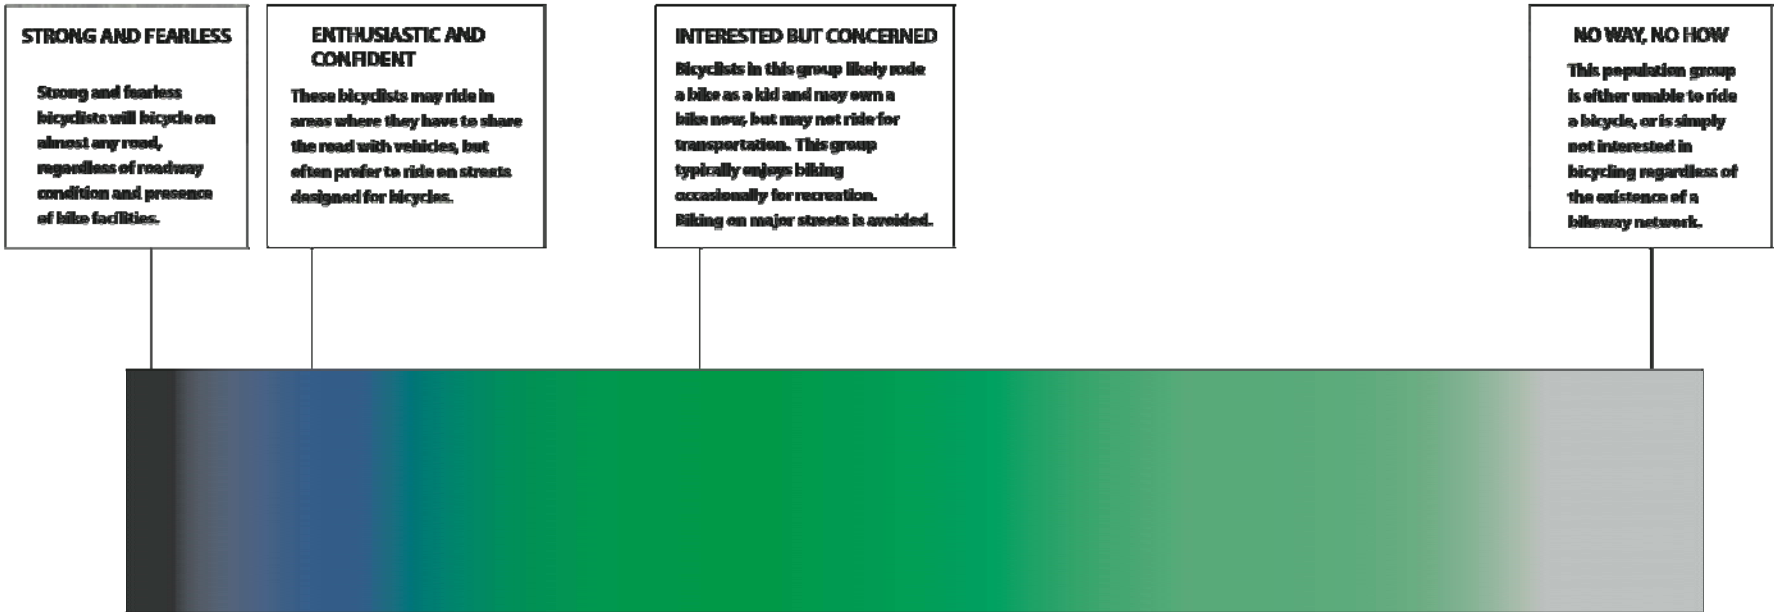 STRONG AND FEARLESS
Strong and fearless
bicyclists will bicycle on
almost any road,
regardless of roadway
condition and presence
of bike facilities.
ENTHUSIASTIC AND
CONFIDENT
These bicyclists may ride in
areas where they have to share
the road with vehicles, but
often prefer to ride on streets
designed for bicycles.
INTERESTED BUT CONCERNED
Bicyclists in this group likely rode
a bike as a kid and may own a
bike now, but may not ride for
transportation. This group
typically enjoys biking
occasionally for recreation.
Biking on major streets is avoided.
NO WAY, NO HOW
This population group
is either unable to ride
a bicycle, or is simply
not interested in
bicycling regardless of
the existence of a
bikeway network.